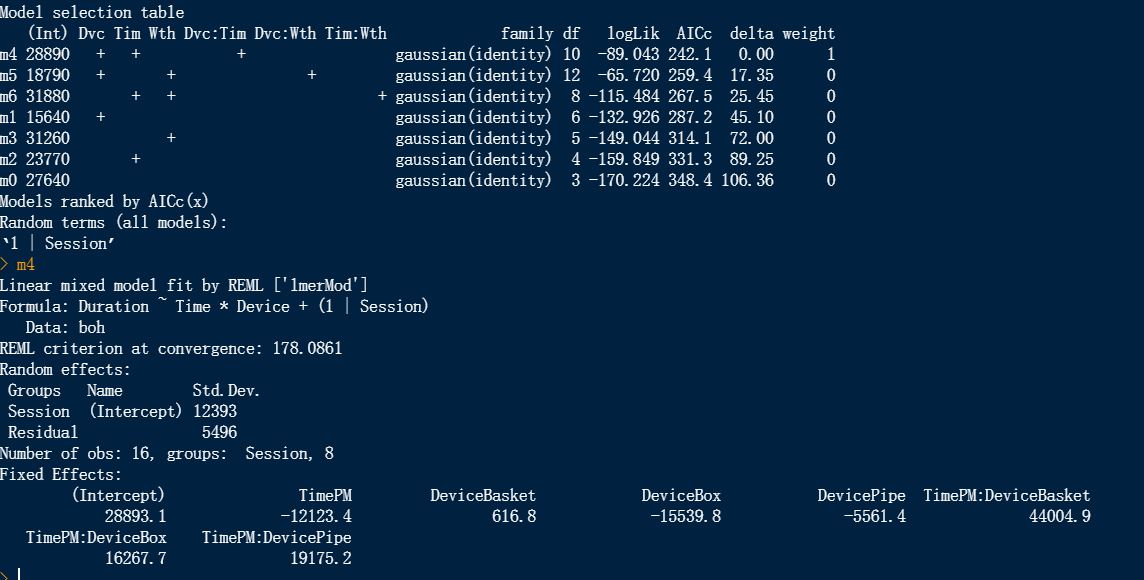 Model selection table
(Int) Dvc Tim Wth Dvc:Tim Dvc:Wth Tim:Wth family df logLik AICc delta weight
m4 28890 + + + gaussian(identity) 10 -89.043 242.1 0.00 1
m5 18790 + + + gaussian(identity) 12 -65.720 259.4 17.35 0
m6 31880 + + + gaussian(identity) 8 -115.484 267.5 25.45 0
m1 15640 + gaussian(identity) 6 -132.926 287.2 45.10 0
m3 31260 + gaussian(identity) 5 -149.044 314.1 72.00 0
m2 23770 + gaussian(identity) 4 -159.849 331.3 89.25 0
m0 27640 gaussian(identity) 3 -170.224 348.4 106.36 0
Models ranked by AICc(x)
Random terms (all models):
‘1 | Session’
> m4
Linear mixed model fit by REML ['lmerMod']
Formula: Duration ~ Time * Device + (1 | Session)
Data: boh
REML criterion at convergence: 178.0861
Random effects:
Groups Name Std.Dev.
Session (Intercept) 12393
Residual 5496
Number of obs: 16, groups: Session, 8
Fixed Effects:
(Intercept) TimePM DeviceBasket DeviceBox DevicePipe TimePM:DeviceBasket
28893.1 -12123.4 616.8 -15539.8 -5561.4 44004.9
TimePM:DeviceBox TimePM:DevicePipe
16267.7 19175.2
>